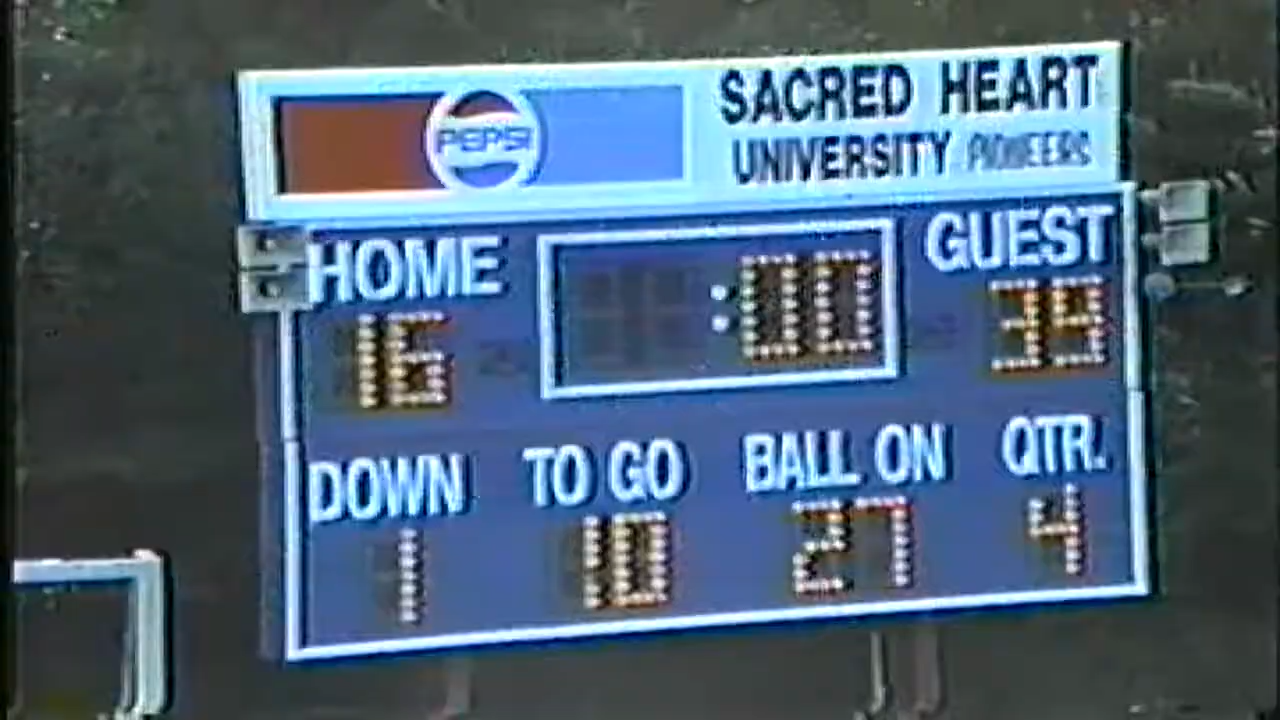 PEPSI
SACRED HEART
UNIVERSITY PIONEERS
HOME :00 GUEST
16 39
DOWN TO GO BALL ON QTR.
1 10 27 4